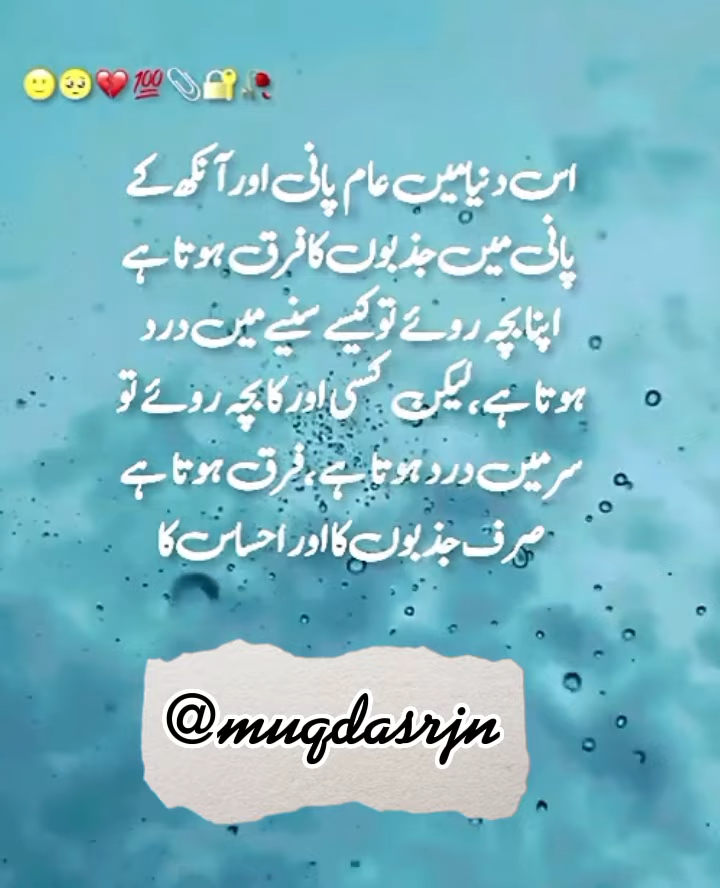 🙂🥺💔💯📎🔐🥀
اس دنیا میں عام پانی اور آنکھ کے
پانی میں جذبوں کا فرق ہوتا ہے
اپنا بچہ روئے تو کیسے سنیے میں درد
ہوتا ہے، لیکن کسی اور کا بچہ روئے تو
سر میں درد ہوتا ہے، فرق ہوتا ہے
صرف جذبوں کا اور احساس کا
@muqdasrjn